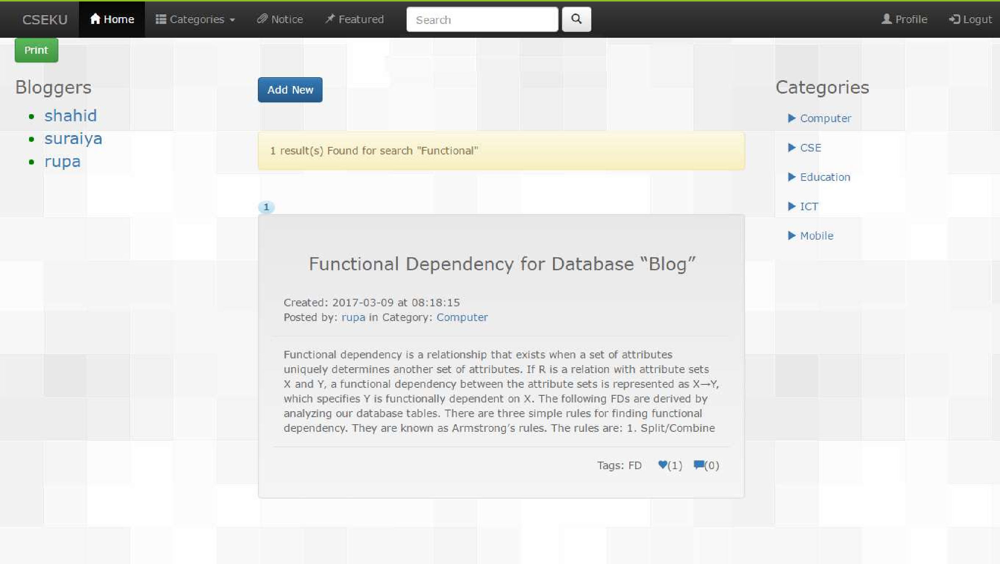 CSEKU Home Categories Notice Featured Search Profile Logut
Print
Bloggers
shahid
suraiya
rupa
Add New
1 result(s) Found for search "Functional"
1
Functional Dependency for Database “Blog”
Created: 2017-03-09 at 08:18:15
Posted by: rupa in Category: Computer
Functional dependency is a relationship that exists when a set of attributes
uniquely determines another set of attributes. If R is a relation with attribute sets
X and Y, a functional dependency between the attribute sets is represented as X→Y,
which specifies Y is functionally dependent on X. The following FDs are derived by
analyzing our database tables. There are three simple rules for finding functional
dependency. They are known as Armstrong’s rules. The rules are: 1. Split/Combine
Tags: FD (1) (0)
Categories
Computer
CSE
Education
ICT
Mobile